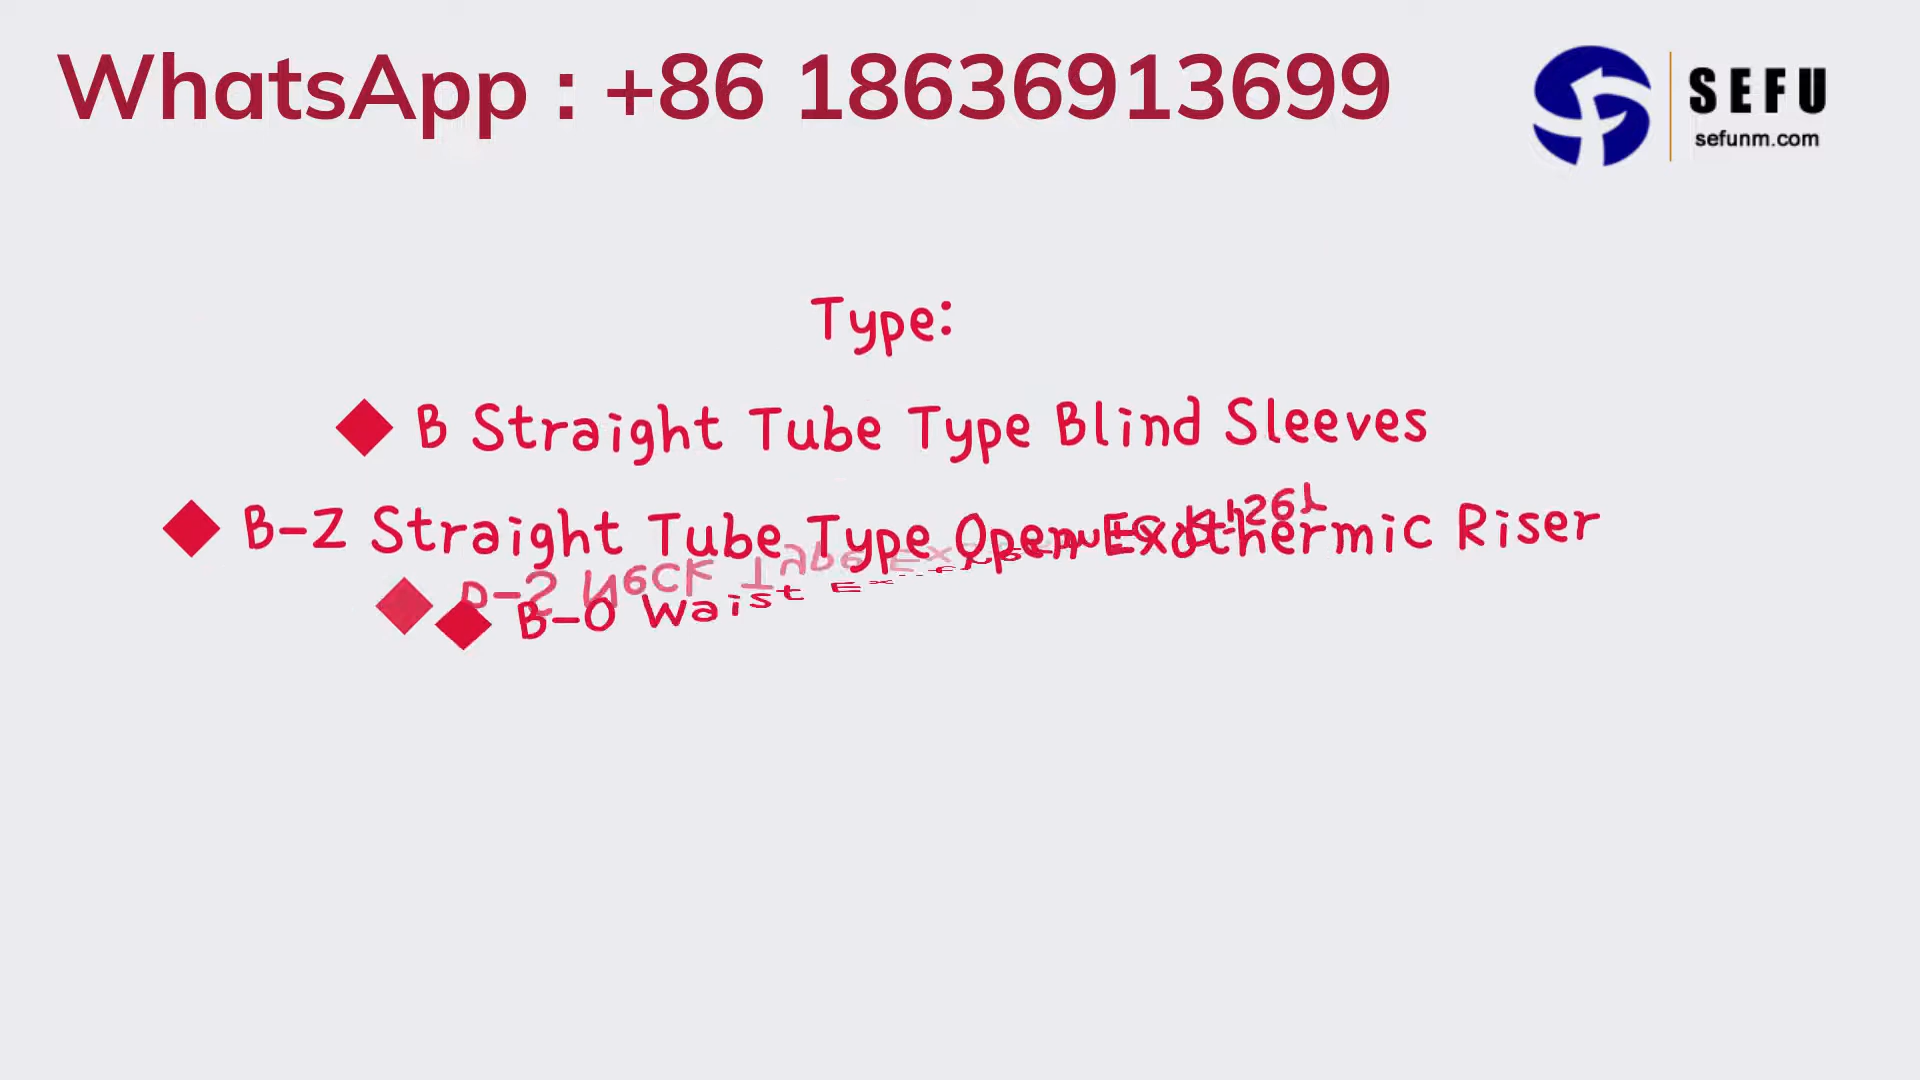 WhatsApp : +86 18636913699
SEFU
sefunm.com
Type:
◆ B Straight Tube Type Blind Sleeves
◆ B-Z Straight Tube Type Open Exothermic Riser
◆ B-O Waist